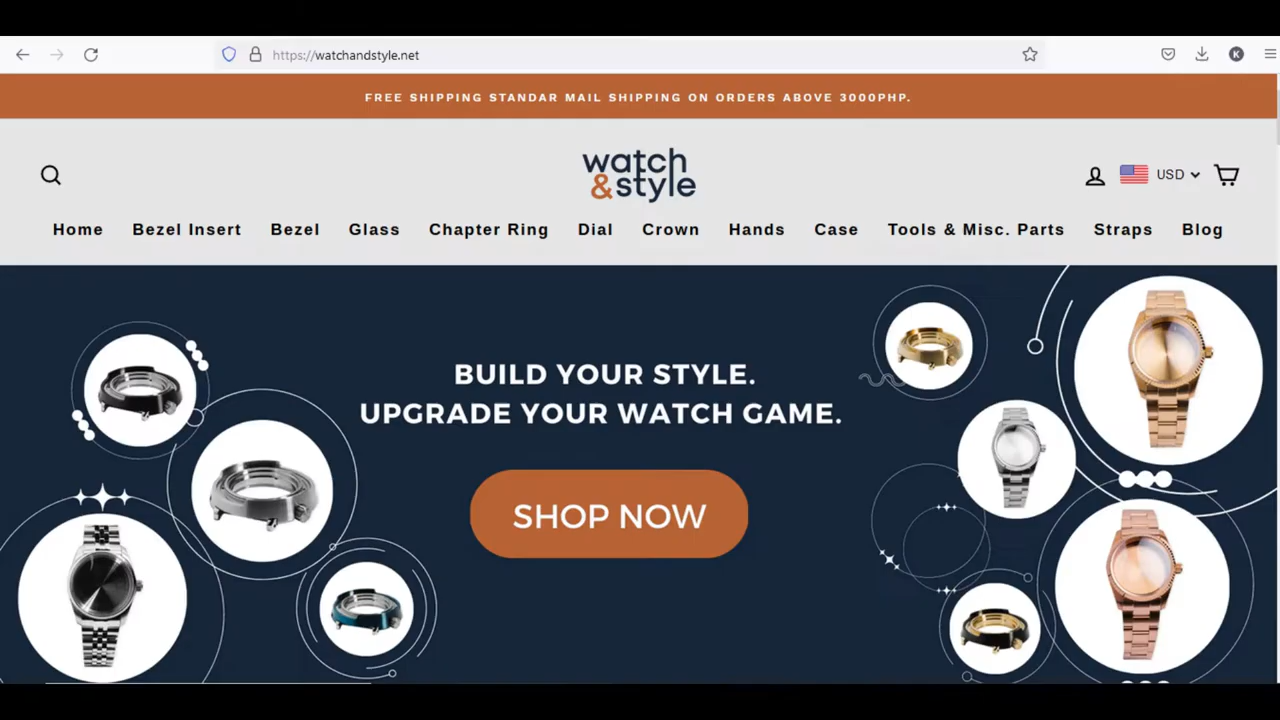 https://watchandstyle.net
K
FREE SHIPPING STANDAR MAIL SHIPPING ON ORDERS ABOVE 3000PHP.
watch
&style
USD
Home Bezel Insert Bezel Glass Chapter Ring Dial Crown Hands Case Tools & Misc. Parts Straps Blog
BUILD YOUR STYLE.
UPGRADE YOUR WATCH GAME.
SHOP NOW